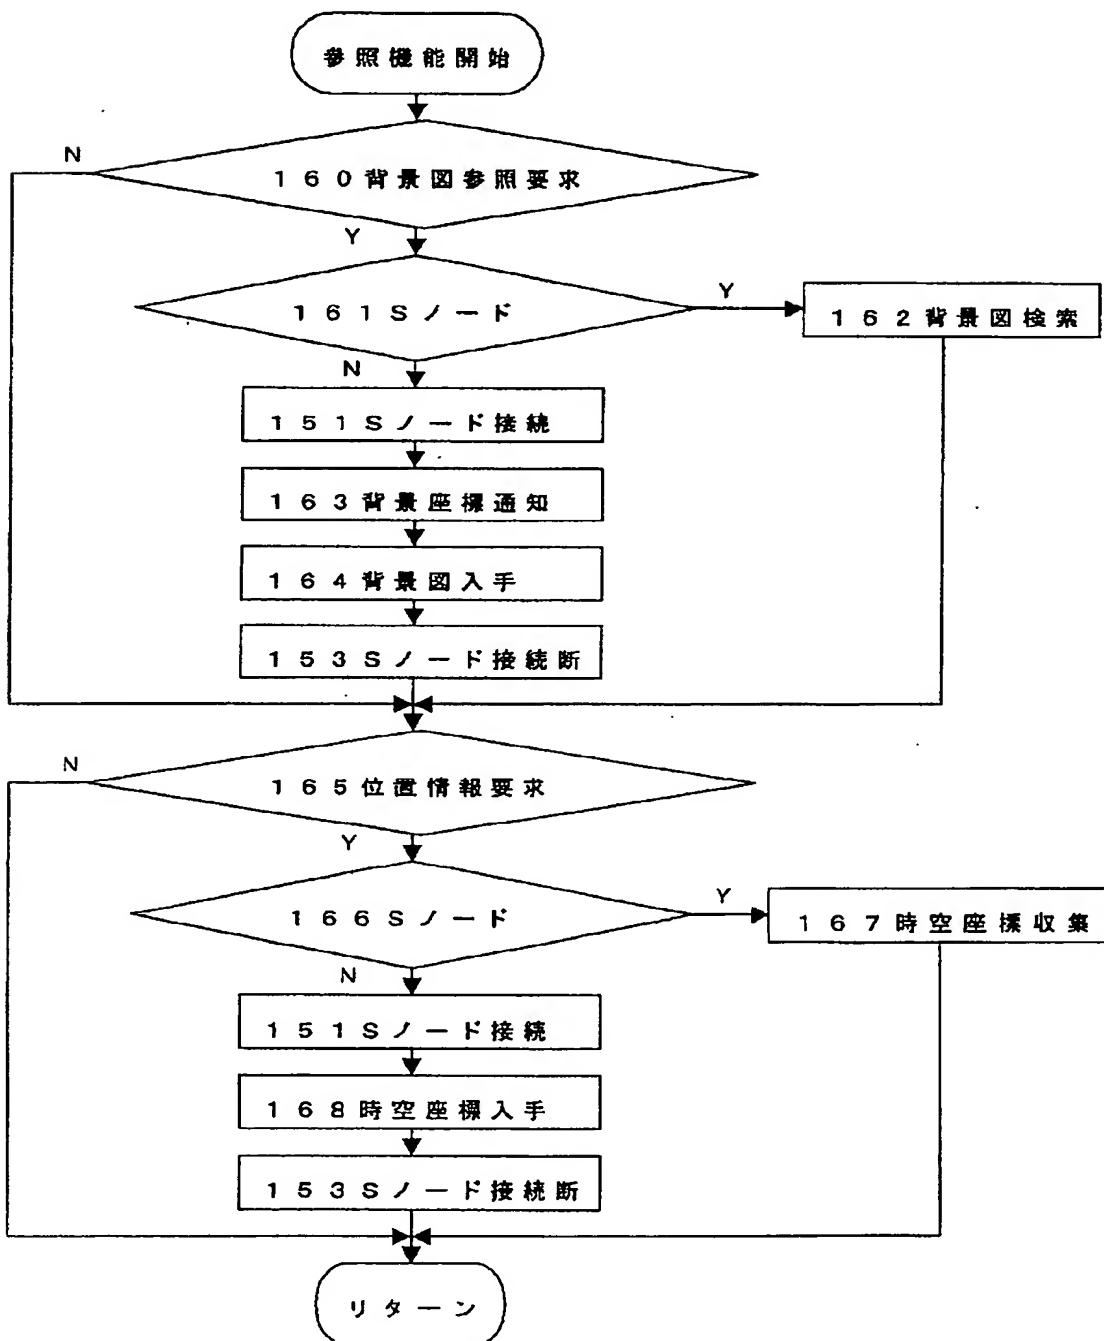 参照機能開始
N
160背景図参照要求
Y
161Sノード
Y
162背景図検索
N
151Sノード接続
163背景座標通知
164背景図入手
153Sノード接続断
N
165位置情報要求
Y
166Sノード
Y
167時空座標収集
N
151Sノード接続
168時空座標入手
153Sノード接続断
リターン